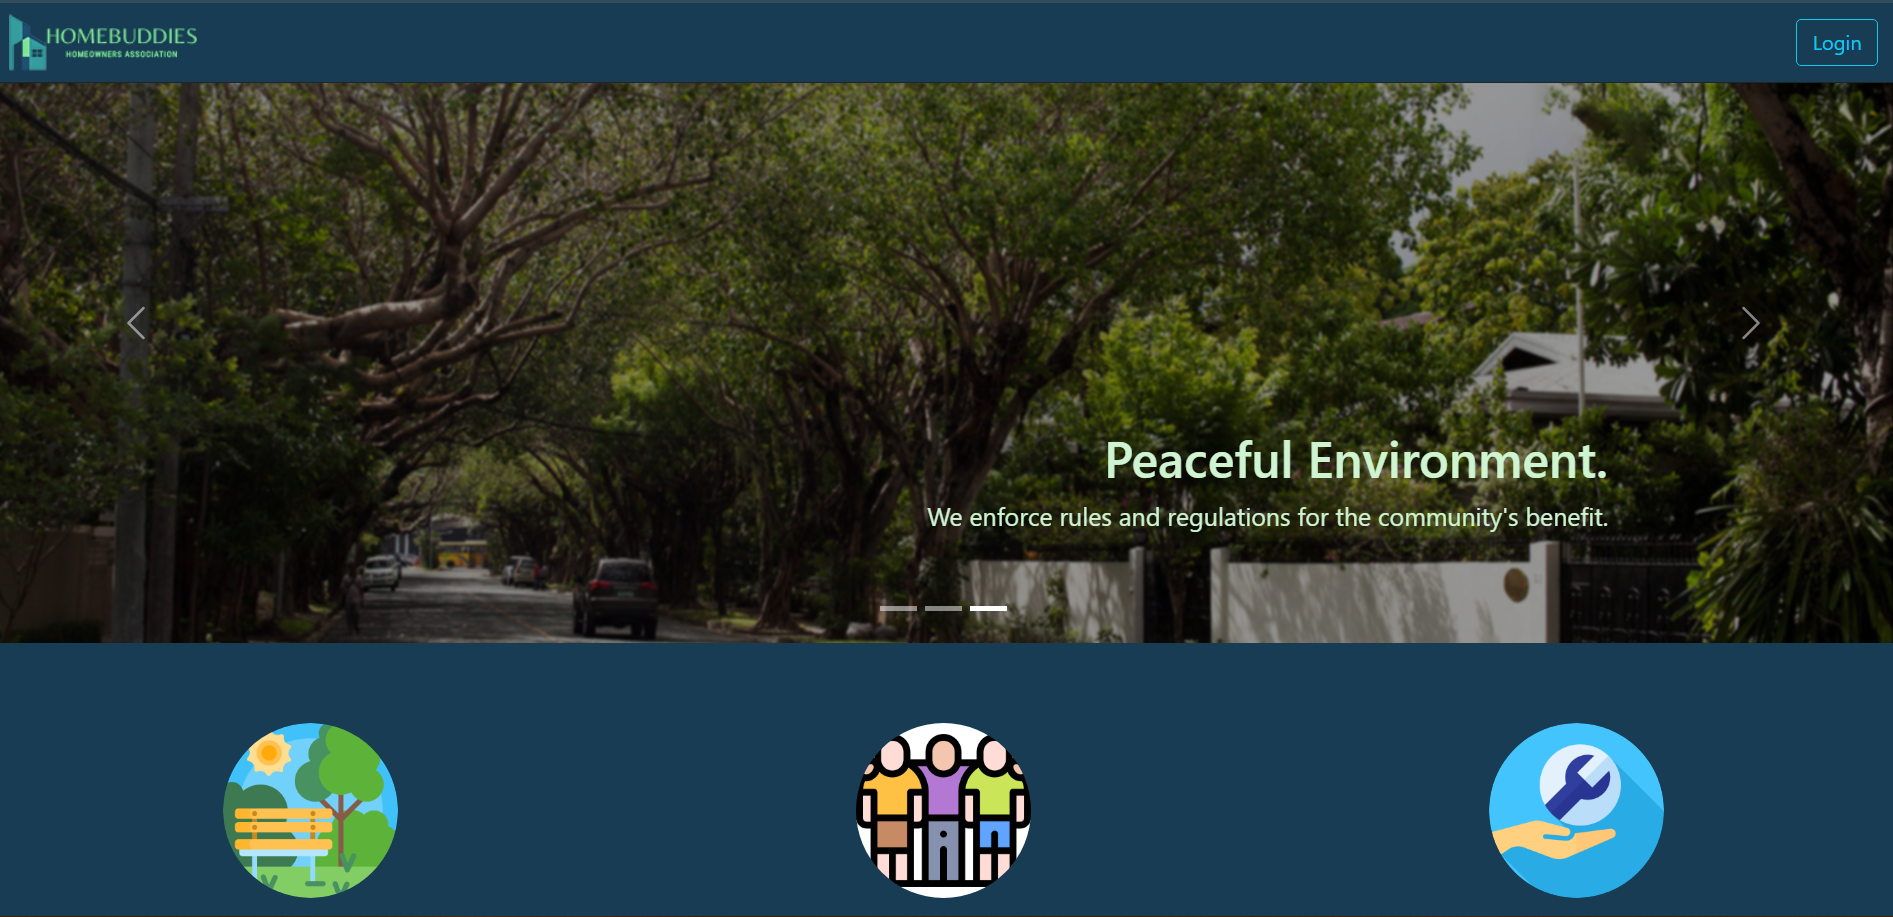 HOMEBUDDIES
HOMEOWNERS ASSOCIATION
Login
Peaceful Environment.
We enforce rules and regulations for the community's benefit.